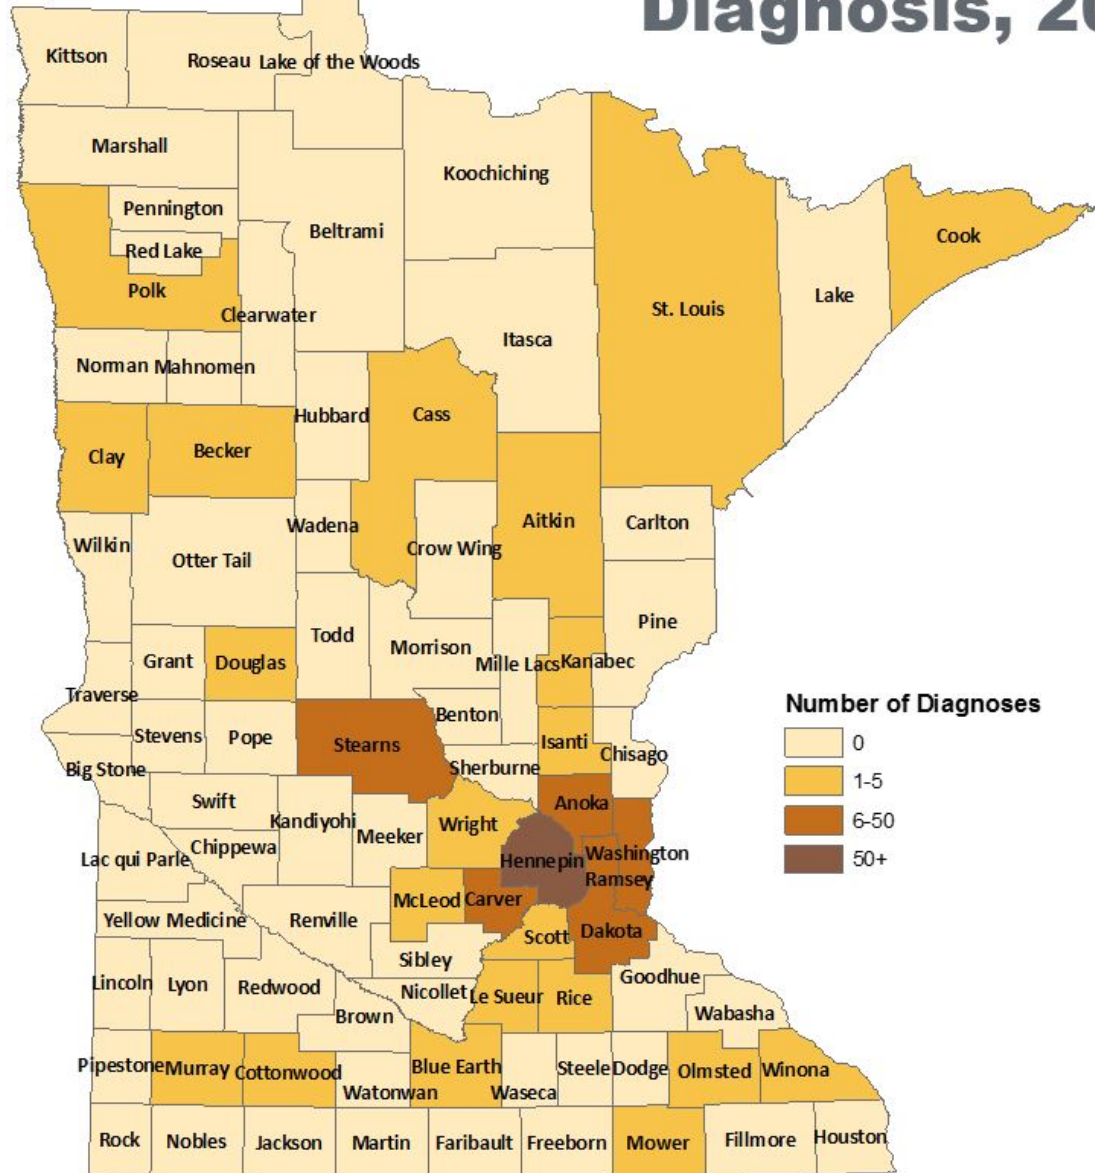 Diagnosis, 20
Kittson
Roseau
Lake of the Woods
Marshall
Koochiching
Pennington
Beltrami
Red Lake
Cook
Polk
Lake
St. Louis
Clearwater
Itasca
Norman
Mahnomen
Hubbard
Cass
Clay
Becker
Wadena
Aitkin
Carlton
Wilkin
Crow Wing
Otter Tail
Pine
Todd
Morrison
Grant
Douglas
Mille Lacs
Kanabec
Traverse
Number of Diagnoses
0
1-5
6-50
50+
Benton
Stevens
Pope
Stearns
Isanti
Chisago
Big Stone
Sherburne
Swift
Anoka
Kandiyohi
Wright
Meeker
Chippewa
Lac qui Parle
Hennepin
Washington
Ramsey
McLeod
Carver
Yellow Medicine
Renville
Scott
Dakota
Sibley
Goodhue
Lincoln
Lyon
Redwood
Nicollet
Le Sueur
Rice
Brown
Wabasha
Pipestone
Murray
Cottonwood
Blue Earth
Steele
Dodge
Olmsted
Winona
Watonwan
Waseca
Rock
Nobles
Jackson
Martin
Faribault
Freeborn
Mower
Fillmore
Houston